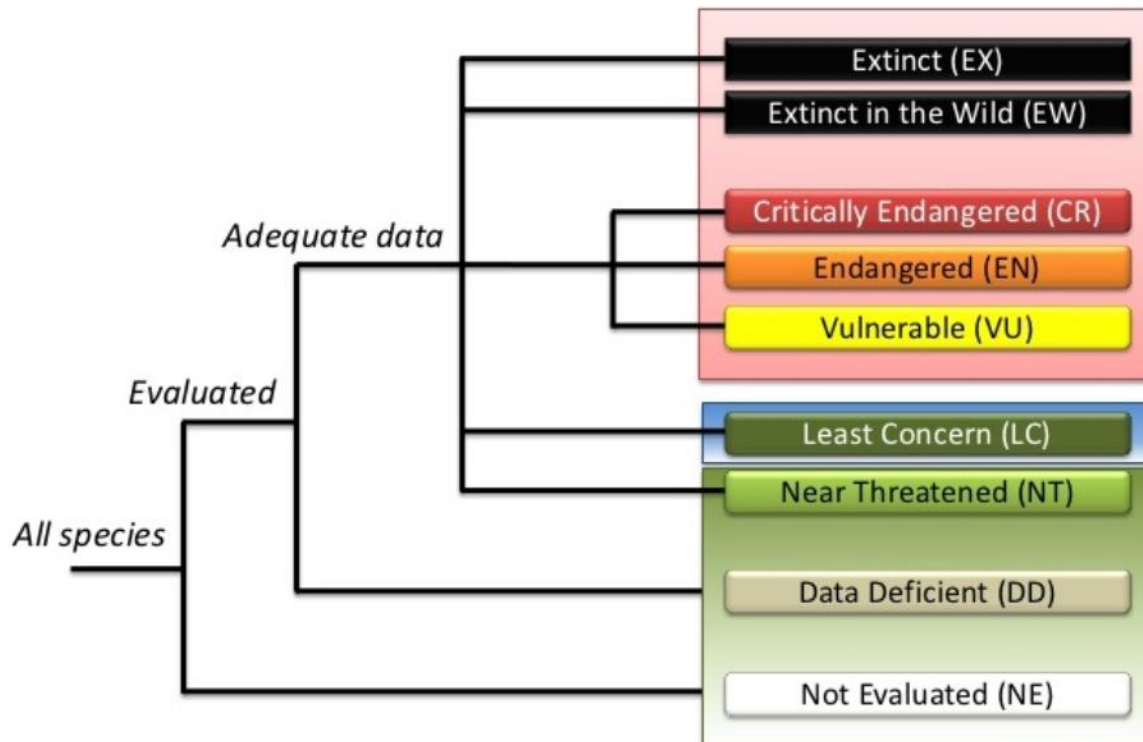 Extinct (EX)
Extinct in the Wild (EW)
Critically Endangered (CR)
Adequate data
Endangered (EN)
Vulnerable (VU)
Evaluated
Least Concern (LC)
Near Threatened (NT)
All species
Data Deficient (DD)
Not Evaluated (NE)